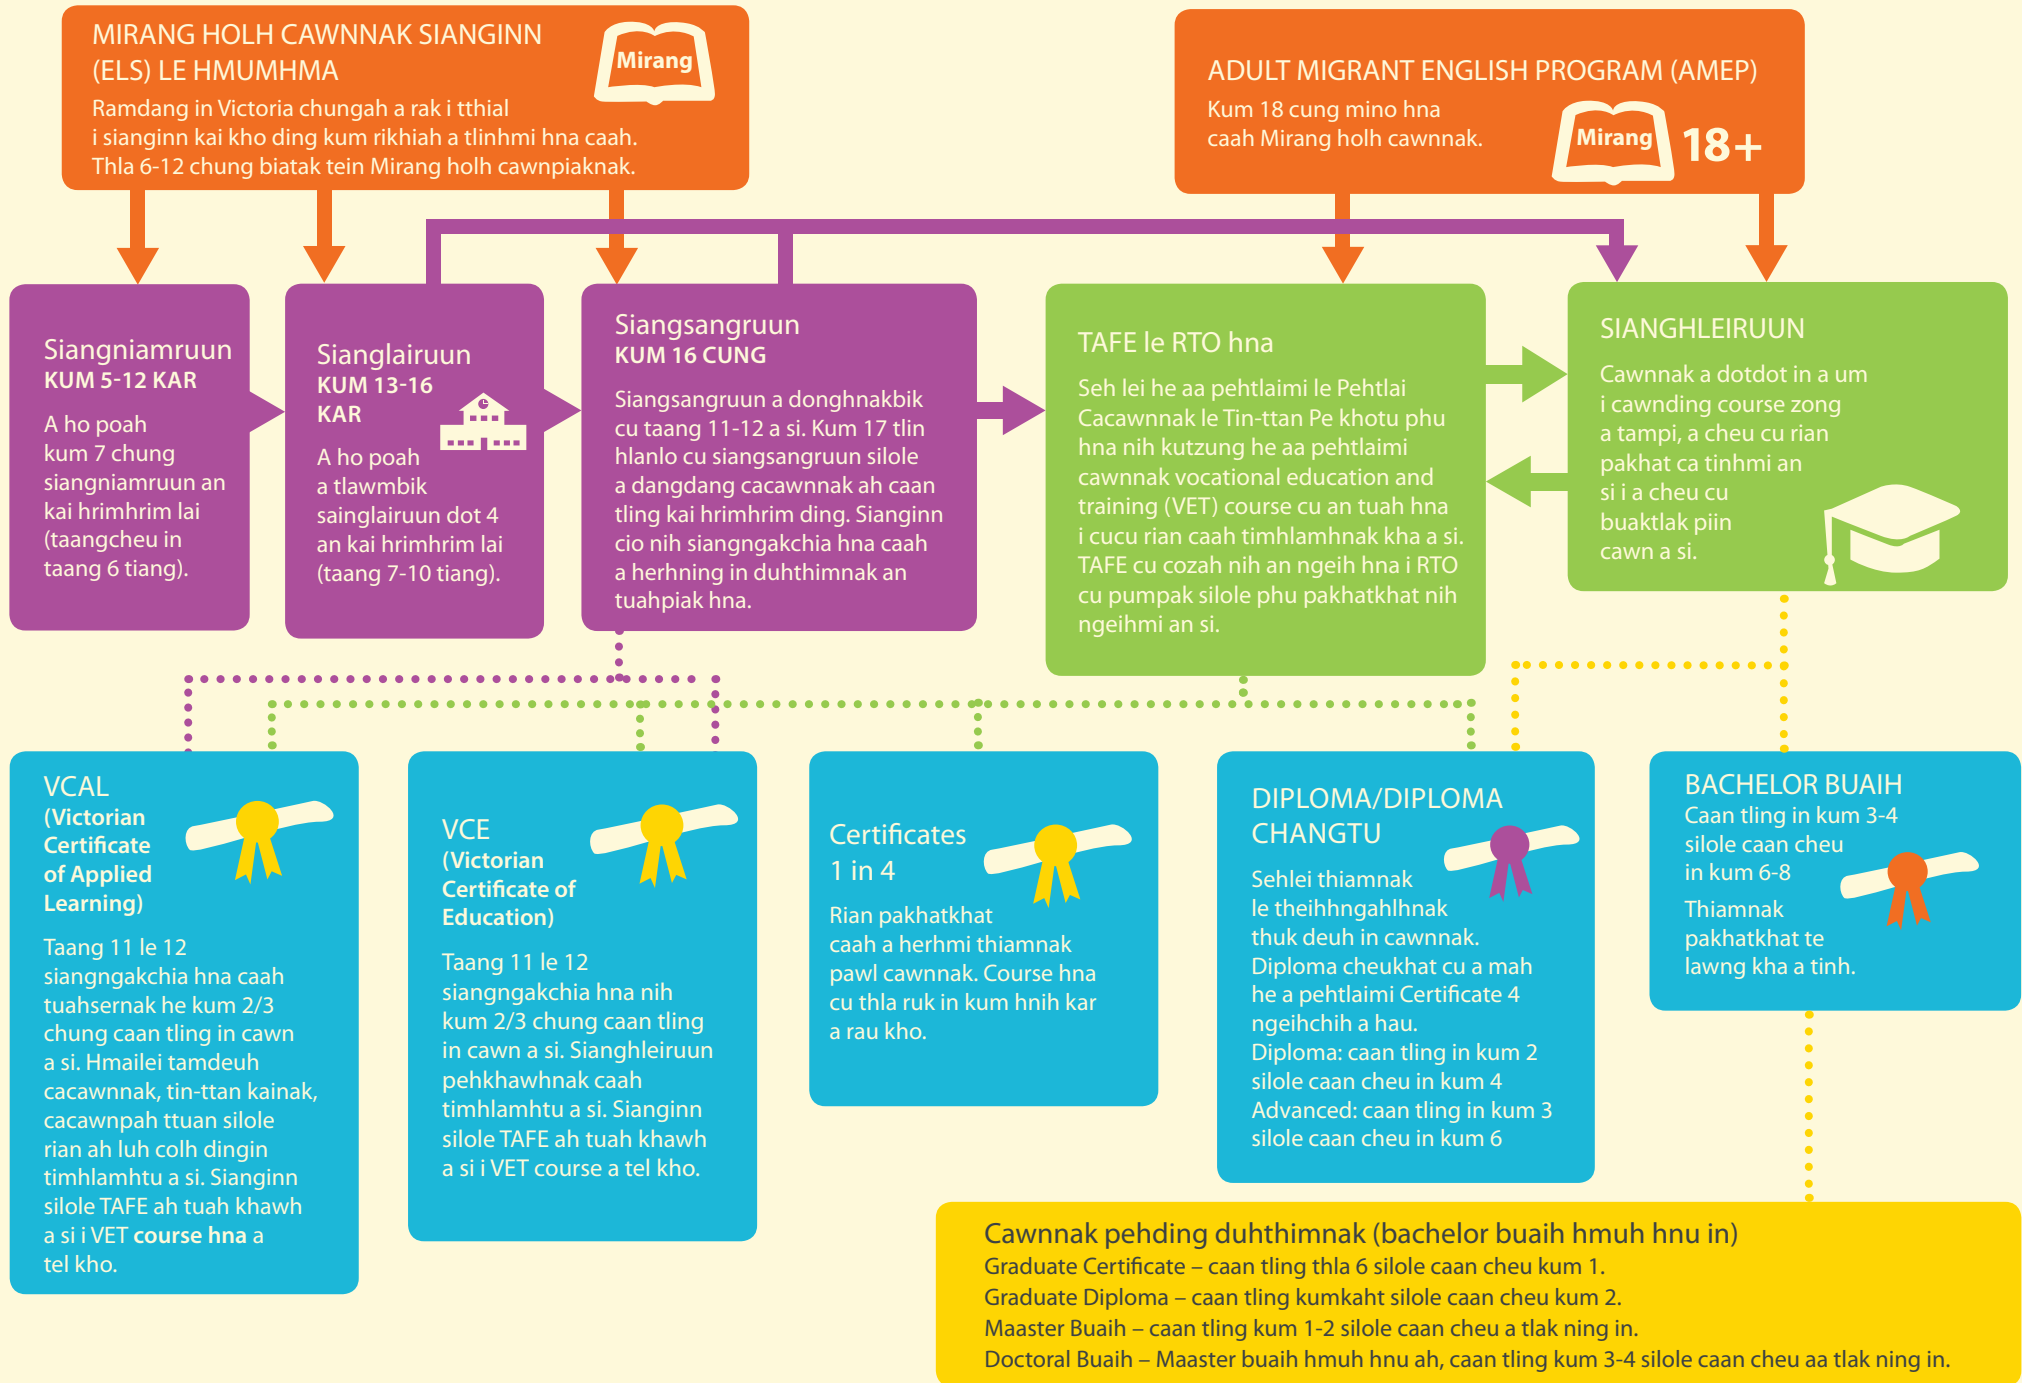 MIRANG HOLH CAWNNAK SIANGINN
(ELS) LE HMUMHMA
Mirang
Ramdang in Victoria chungah a rak i tthial
i sianginn kai kho ding kum rikhiah a tlinhmi hna caah.
Thla 6-12 chung biatak tein Mirang holh cawnpiaknak.
ADULT MIGRANT ENGLISH PROGRAM (AMEP)
Kum 18 cung mino hna
caah Mirang holh cawnnak.
Mirang
18+
Siangniamruun
KUM 5-12 KAR
A ho poah
kum 7 chung
siangniamruun an
kai hrimhrim lai
(taangcheu in
taang 6 tiang).
Sianglairuun
KUM 13-16
KAR
A ho poah
a tlawmbik
sainglairuun dot 4
an kai hrimhrim lai
(taang 7-10 tiang).
Siangsangruun
KUM 16 CUNG
Siangsangruun a donghnakbik
cu taang 11-12 a si. Kum 17 tlin
hlanlo cu siangsangruun silole
a dangdang cacawnnak ah caan
tling kai hrimhrim ding. Sianginn
cio nih siangngakchia hna caah
a herhning in duhthimnak an
tuahpiak hna.
TAFE le RTO hna
Seh lei he aa pehtlaimi le Pehtlai
Cacawnnak le Tin-ttan Pe khotu phu
hna nih kutzung he aa pehtlaimi
cawnnak vocational education and
training (VET) course cu an tuah hna
i cucu rian caah timhlamhnak kha a si.
TAFE cu cozah nih an ngeih hna i RTO
cu pumpak silole phu pakhatkhat nih
ngeihmi an si.
SIANGHLEIRUUN
Cawnnak a dotdot in a um
i cawnding course zong
a tampi, a cheu cu rian
pakhat ca tinhmi an
si i a cheu cu
buaktlak piin
cawn a si.
VCAL
(Victorian
Certificate
of Applied
Learning)
Taang 11 le 12
siangngakchia hna caah
tuahsernak he kum 2/3
chung caan tling in cawn
a si. Hmailei tamdeuh
cacawnnak, tin-ttan kainak,
cacawnpah ttuan silole
rian ah luh colh dingin
timhlamhtu a si. Sianginn
silole TAFE ah tuah khawh
a si i VET course hna a
tel kho.
VCE
(Victorian
Certificate of
Education)
Taang 11 le 12
siangngakchia hna nih
kum 2/3 chung caan tling
in cawn a si. Sianghleiruun
pehkhawhnak caah
timhlamhtu a si. Sianginn
silole TAFE ah tuah khawh
a si i VET course a tel kho.
Certificates
1 in 4
Rian pakhatkhat
caah a herhmi thiamnak
pawl cawnnak. Course hna
cu thla ruk in kum hnih kar
a rau kho.
DIPLOMA/DIPLOMA
CHANGTU
Sehlei thiamnak
le theihhngahlhnak
thuk deuh in cawnnak.
Diploma cheukhat cu a mah
he a pehtlaimi Certificate 4
ngeihchih a hau.
Diploma: caan tling in kum 2
silole caan cheu in kum 4
Advanced: caan tling in kum 3
silole caan cheu in kum 6
BACHELOR BUAIH
Caan tling in kum 3-4
silole caan cheu
in kum 6-8
Thiamnak
pakhatkhat te
lawng kha a tinh.
Cawnnak pehding duhthimnak (bachelor buaih hmuh hnu in)
Graduate Certificate – caan tling thla 6 silole caan cheu kum 1.
Graduate Diploma – caan tling kumkaht silole caan cheu kum 2.
Maaster Buaih – caan tling kum 1-2 silole caan cheu a tlak ning in.
Doctoral Buaih – Maaster buaih hmuh hnu ah, caan tling kum 3-4 silole caan cheu aa tlak ning in.